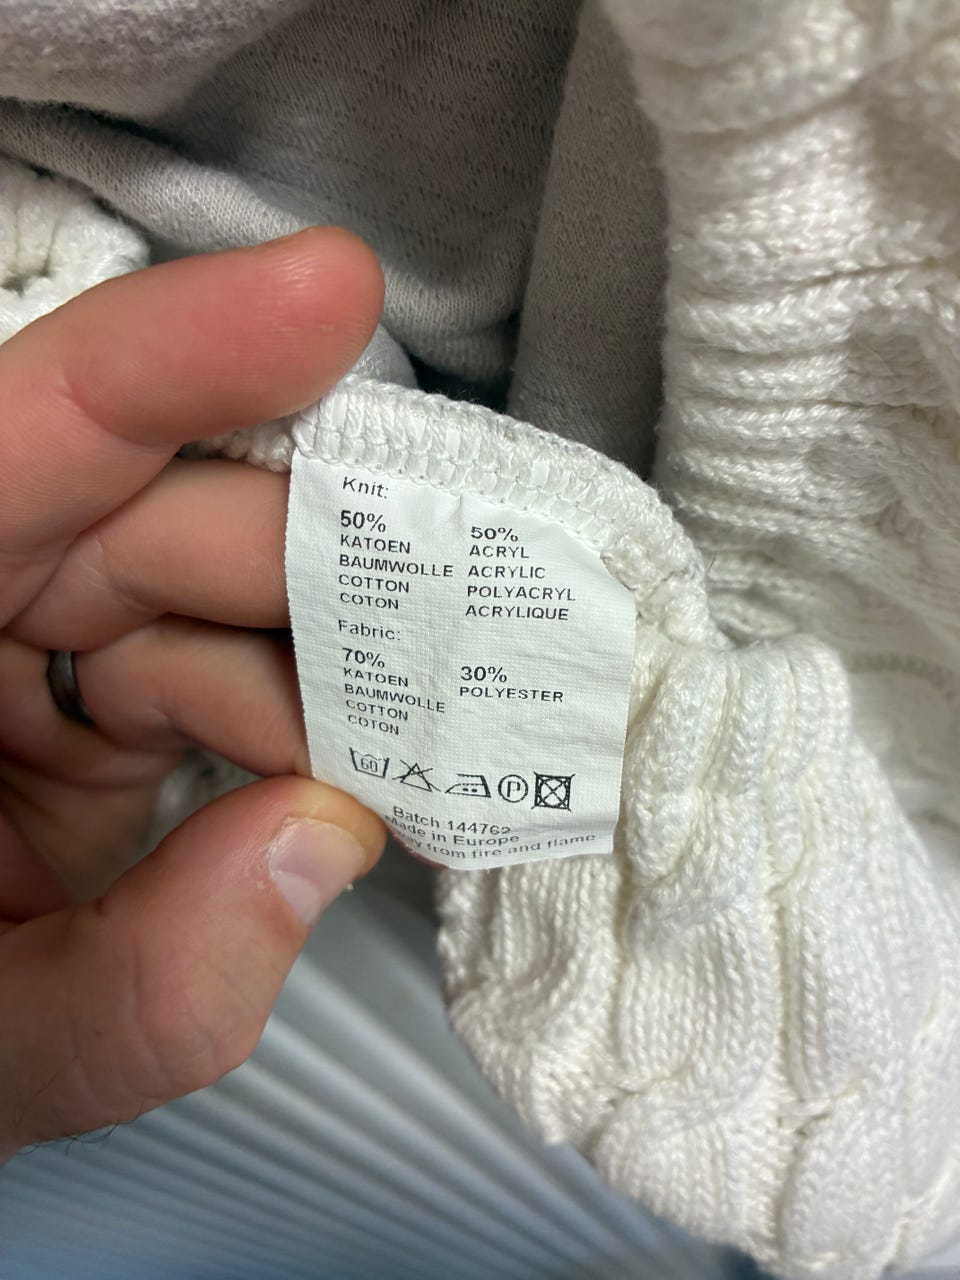 Knit:
50% 50%
KATOEN ACRYL
BAUMWOLLE ACRYLIC
COTTON POLYACRYL
COTON ACRYLIQUE
Fabric:
70% 30%
KATOEN POLYESTER
BAUMWOLLE
COTTON
COTON
60 P
Batch 144762
Made in Europe
from fire and flame